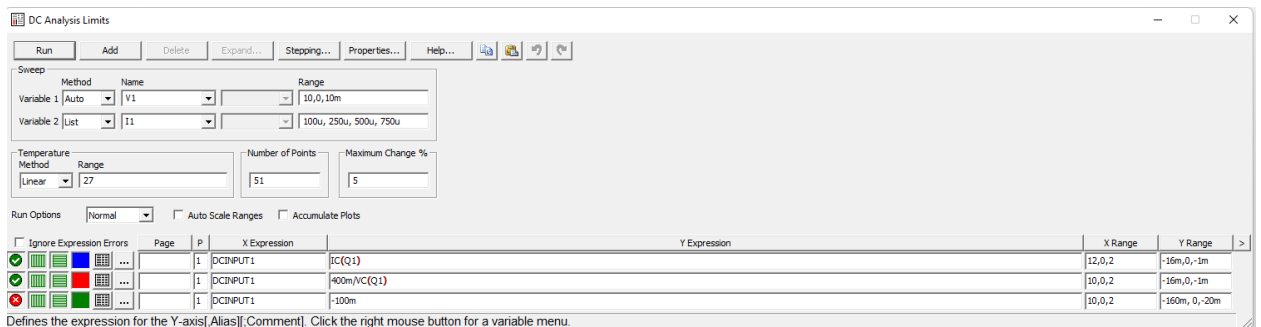 DC Analysis Limits
Run Add Delete Expand... Stepping... Properties... Help...
Sweep
Method Name Range
Variable 1 Auto V1 10,0,10m
Variable 2 List I1 100u, 250u, 500u, 750u
Temperature Number of Points Maximum Change %
Method Range
Linear 27 51 5
Run Options Normal Auto Scale Ranges Accumulate Plots
Ignore Expression Errors Page P X Expression Y Expression X Range Y Range >
... 1 DCINPUT1 IC(Q1) 12,0,2 -16m,0,-1m
... 1 DCINPUT1 400m/VC(Q1) 10,0,2 -16m,0,-1m
... 1 DCINPUT1 -100m 10,0,2 -160m, 0,-20m
Defines the expression for the Y-axis[,Alias][;Comment]. Click the right mouse button for a variable menu.